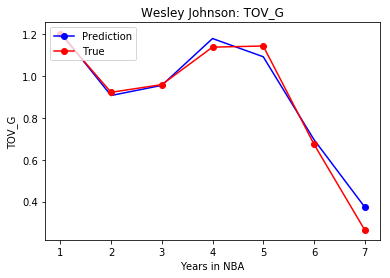 Wesley Johnson: TOV_G
Prediction
True
1.2
1.0
0.8
0.6
0.4
TOV_G
1 2 3 4 5 6 7
Years in NBA